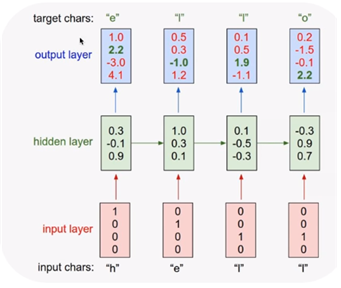 target chars: "e" "l" "l" "o"
1.0 0.5 0.1 0.2
2.2 0.3 0.5 -1.5
output layer -3.0 -1.0 1.9 -0.1
4.1 1.2 -1.1 2.2
0.3 1.0 0.1 -0.3
hidden layer -0.1 0.3 -0.5 0.9
0.9 0.1 -0.3 0.7
1 0 0 0
input layer 0 1 0 0
0 0 1 1
0 0 0 0
input chars: "h" "e" "l" "l"